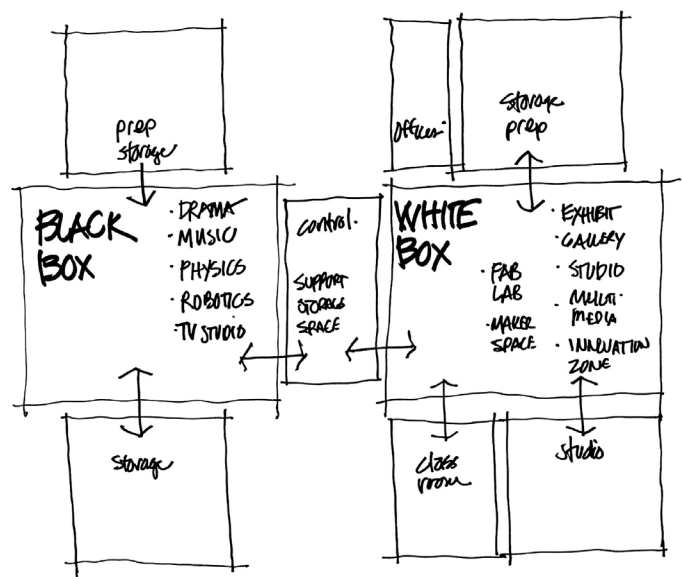 prep
storage
offices
storage
prep
BLACK
BOX
· DRAMA
· MUSIC
· PHYSICS
· ROBOTICS
· TV STUDIO
control.
SUPPORT
STORAGE
SPACE
WHITE
BOX
· FAB
LAB
· MAKER
SPACE
· EXHIBIT
· GALLERY
· STUDIO
· MULTI-
MEDIA
· INNOVATION
ZONE
storage
class
room
studio